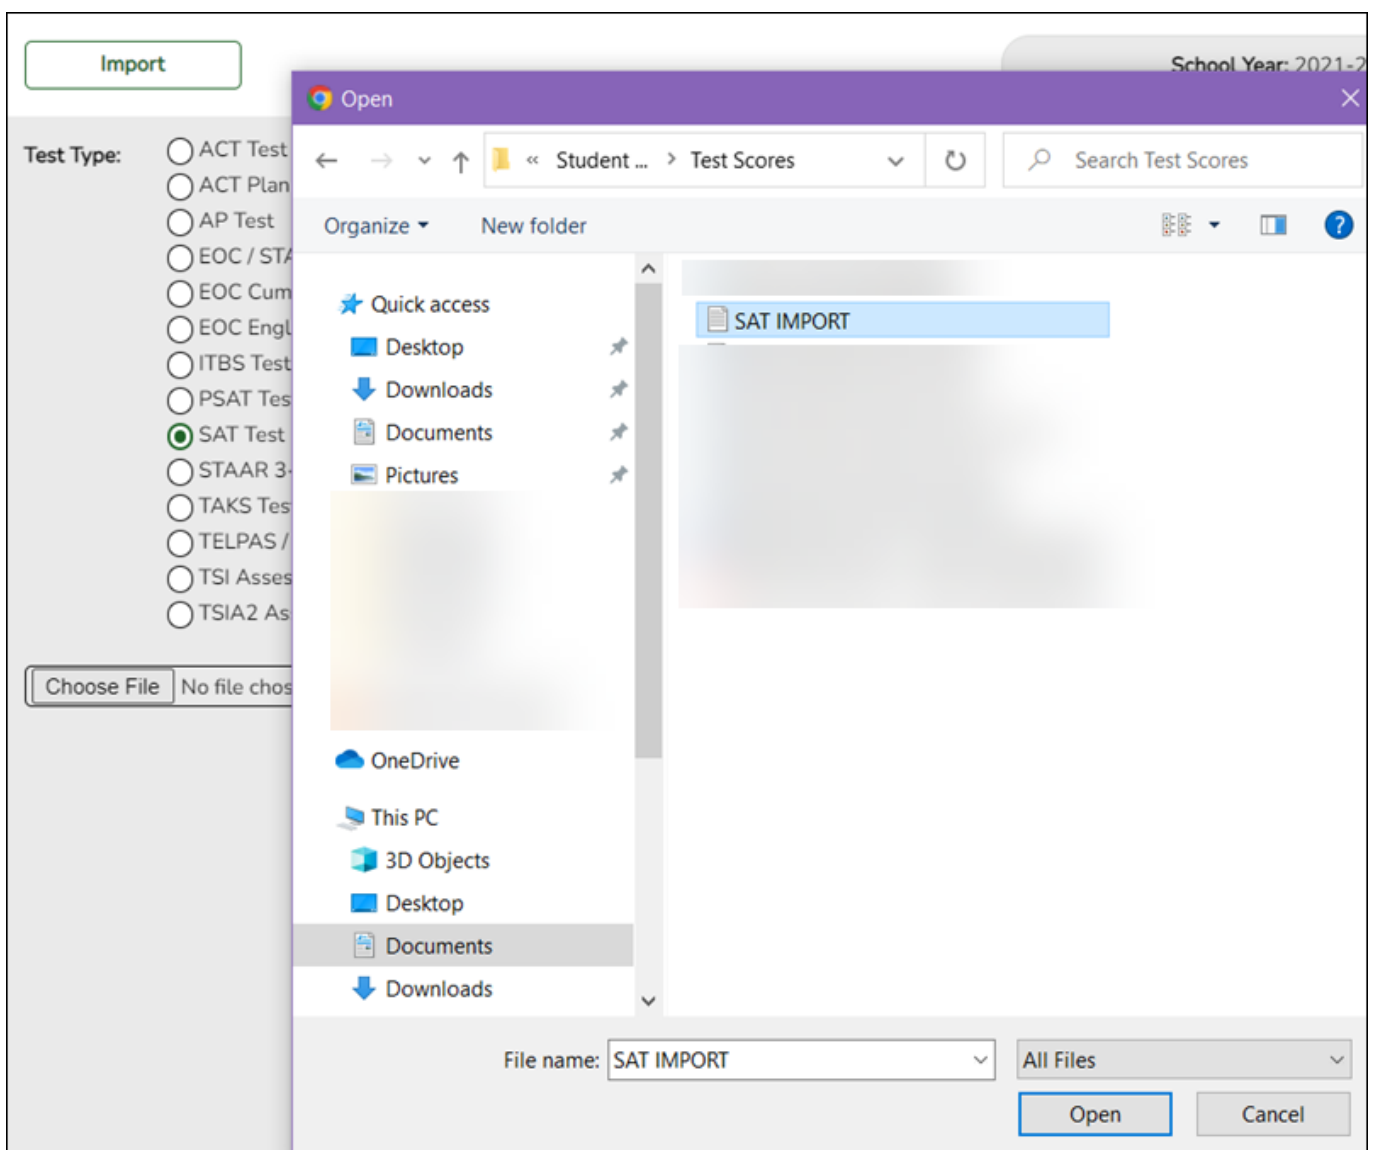 Import
School Year: 2021-2
Open
Test Type:
ACT Test
ACT Plan
AP Test
EOC / STA
EOC Cum
EOC Engl
ITBS Test
PSAT Tes
SAT Test
STAAR 3-
TAKS Tes
TELPAS /
TSI Asses
TSIA2 As
Choose File No file chos
« Student ... > Test Scores
Search Test Scores
Organize
New folder
?
Quick access
Desktop
Downloads
Documents
Pictures
OneDrive
This PC
3D Objects
Desktop
Documents
Downloads
SAT IMPORT
File name: SAT IMPORT
All Files
Open
Cancel